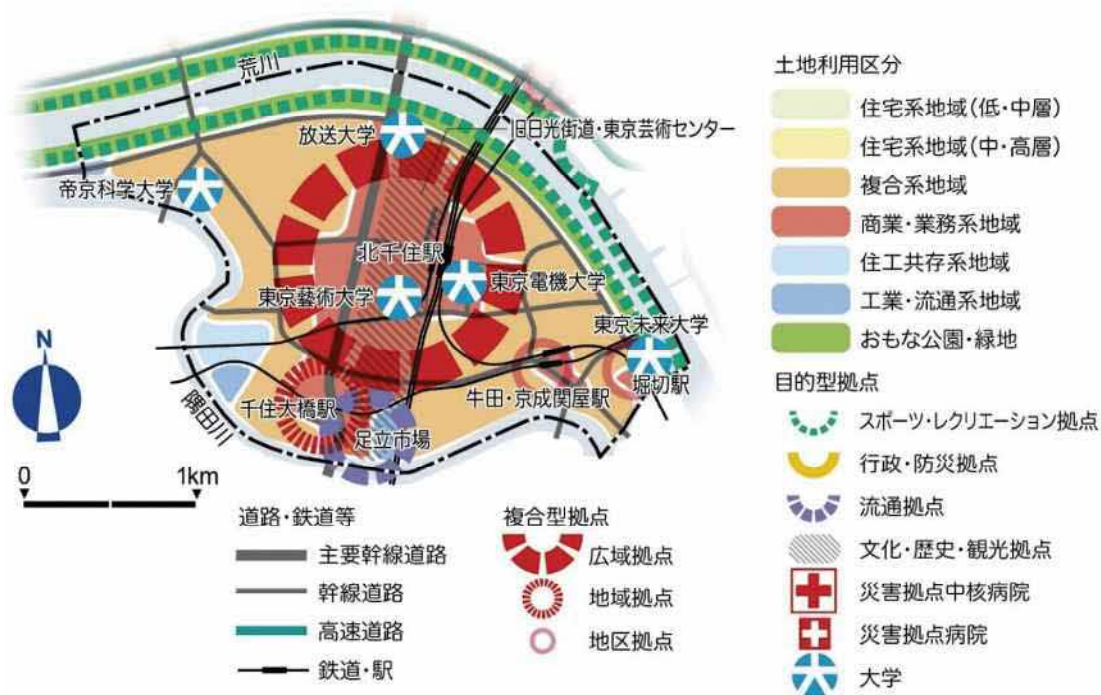 荒川
放送大学
旧日光街道・東京芸術センター
帝京科学大学
北千住駅
東京藝術大学
東京電機大学
東京未来大学
堀切駅
牛田・京成関屋駅
千住大橋駅
足立市場
隅田川
N
0 1km
土地利用区分
住宅系地域(低・中層)
住宅系地域(中・高層)
複合系地域
商業・業務系地域
住工共存系地域
工業・流通系地域
おもな公園・緑地
目的型拠点
スポーツ・レクリエーション拠点
行政・防災拠点
流通拠点
文化・歴史・観光拠点
災害拠点中核病院
災害拠点病院
大学
道路・鉄道等
主要幹線道路
幹線道路
高速道路
鉄道・駅
複合型拠点
広域拠点
地域拠点
地区拠点